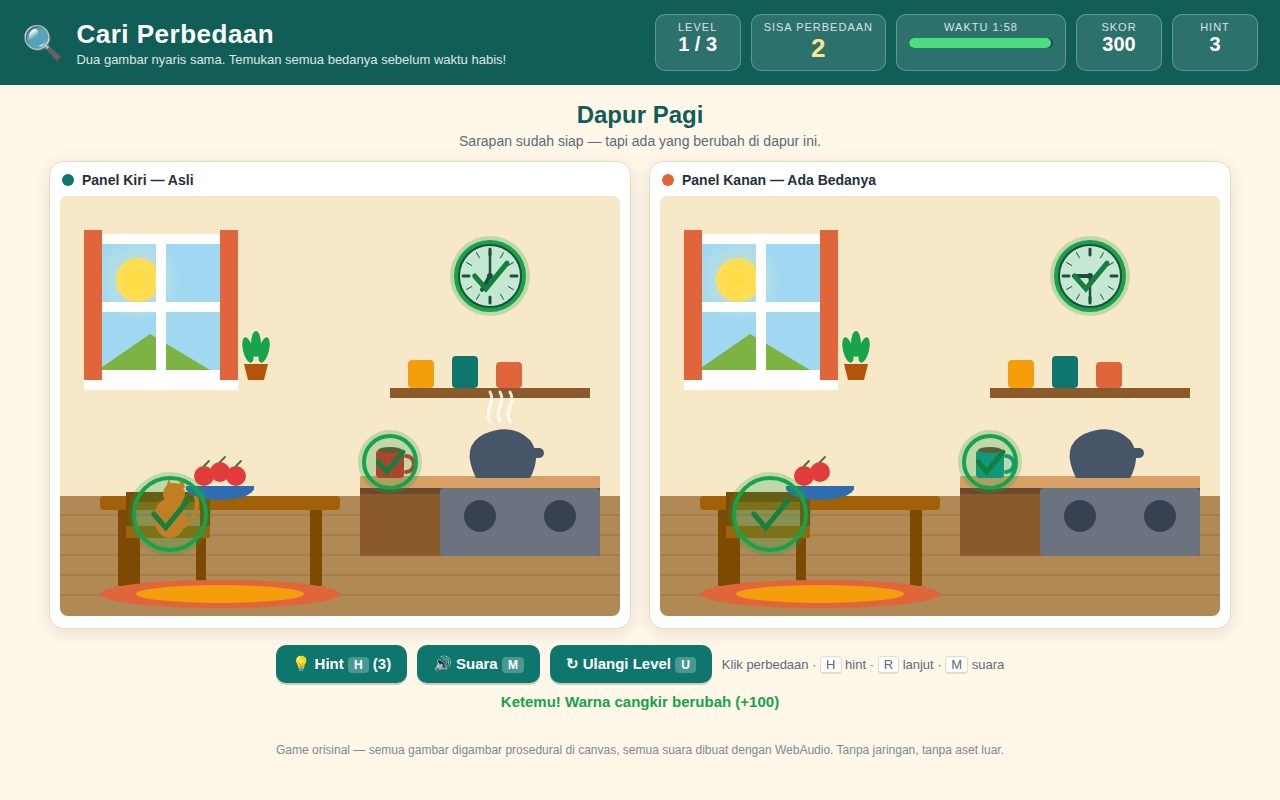 Cari Perbedaan
Dua gambar nyaris sama. Temukan semua bedanya sebelum waktu habis!
LEVEL
1 / 3
SISA PERBEDAAN
2
WAKTU 1:58
SKOR
300
HINT
3
Dapur Pagi
Sarapan sudah siap — tapi ada yang berubah di dapur ini.
Panel Kiri — Asli
Panel Kanan — Ada Bedanya
💡 Hint H (3)
🔊 Suara M
↻ Ulangi Level U
Klik perbedaan · H hint · R lanjut · M suara
Ketemu! Warna cangkir berubah (+100)
Game orisinal — semua gambar digambar prosedural di canvas, semua suara dibuat dengan WebAudio. Tanpa jaringan, tanpa aset luar.